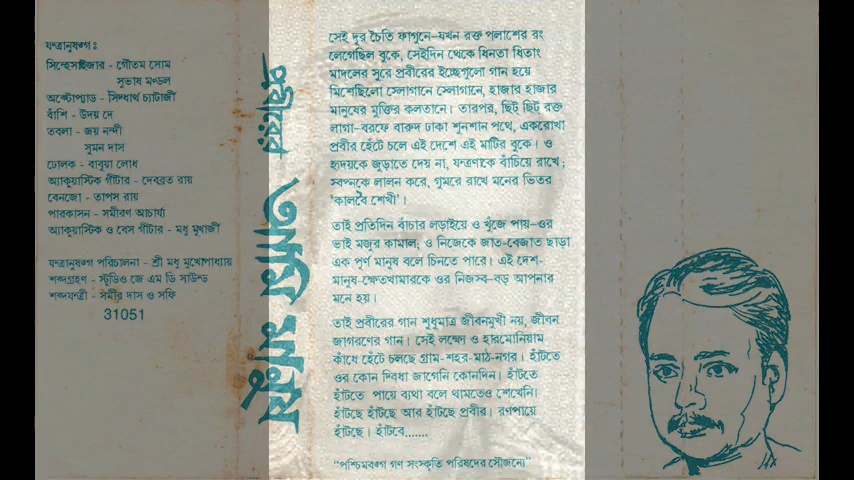 যন্ত্রানুষঙ্গ ঃ
সিন্হেসাইজার - গৌতম সোম
সুভাষ মণ্ডল
অক্টোপ্যাড - সিদ্ধার্থ চ্যাটার্জী
বাঁশি - উদয় দে
তবলা - জয় নন্দী
সুমন দাস
ঢোলক - বাবুয়া লোধ
অ্যাকুয়াস্টিক গীটার - দেবব্রত রায়
বেনজো - তাপস রায়
পারকাসন - সমীরণ আচার্য্য
অ্যাকুয়াস্টিক ও বেস গীটার - মধু মুখার্জী
যন্ত্রানুষঙ্গ পরিচালনা - শ্রী মধু মুখোপাধ্যায়
শব্দগ্রহণ - স্টুডিও জে এম ডি সাউন্ড
শব্দযন্ত্রী - সমীর দাস ও সফি
31051
প্রবীরের
আমি মানুষ
সেই দূর চৈতি ফাগুনে–যখন রক্ত পলাশের রং
লেগেছিল বুকে, সেইদিন থেকে ধিনতা ধিতাং
মাদলের সুরে প্রবীরের ইচ্ছেগুলো গান হয়ে
মিশেছিলো স্লোগানে স্লোগানে, হাজার হাজার
মানুষের মুক্তির কলতানে। তারপর, ছিট্ ছিট্ রক্ত
লাগা-বরফে বারুদ ঢাকা শূনশান পথে, একরোখা
প্রবীর হেঁটে চলে এই দেশে এই মাটির বুকে। ও
হৃদয়কে জুড়াতে দেয় না, যন্ত্রণাকে বাঁচিয়ে রাখে;
স্বপ্নকে লালন করে, গুমরে রাখে মনের ভিতর
'কালবৈ শেখী'।
তাই প্রতিদিন বাঁচার লড়াইয়ে ও খুঁজে পায়–ওর
ভাই মজুর কামাল, ও নিজেকে জাত-বেজাত ছাড়া
এক পূর্ণ মানুষ বলে চিনতে পারে। এই দেশ-
মানুষ-ক্ষেতখামারকে ওর নিজস্ব-বড় আপনার
মনে হয়।
তাই প্রবীরের গান শুধুমাত্র জীবনমুখী নয়, জীবন
জাগরণের গান। সেই লক্ষ্যে ও হারমোনিয়াম
কাঁধে হেঁটে চলছে গ্রাম-শহর-মাঠ-নগর। হাঁটতে
ওর কোন দ্বিধা জাগেনি কোনদিন। হাঁটতে
হাঁটতে পায়ে ব্যথা বলে থামতেও শেখেনি।
হাঁটছে হাঁটছে আর হাঁটছে প্রবীর। রণপায়ে
হাঁটছে। হাঁটবে.......
"পশ্চিমবঙ্গ গণ সংস্কৃতি পরিষদের সৌজন্যে"